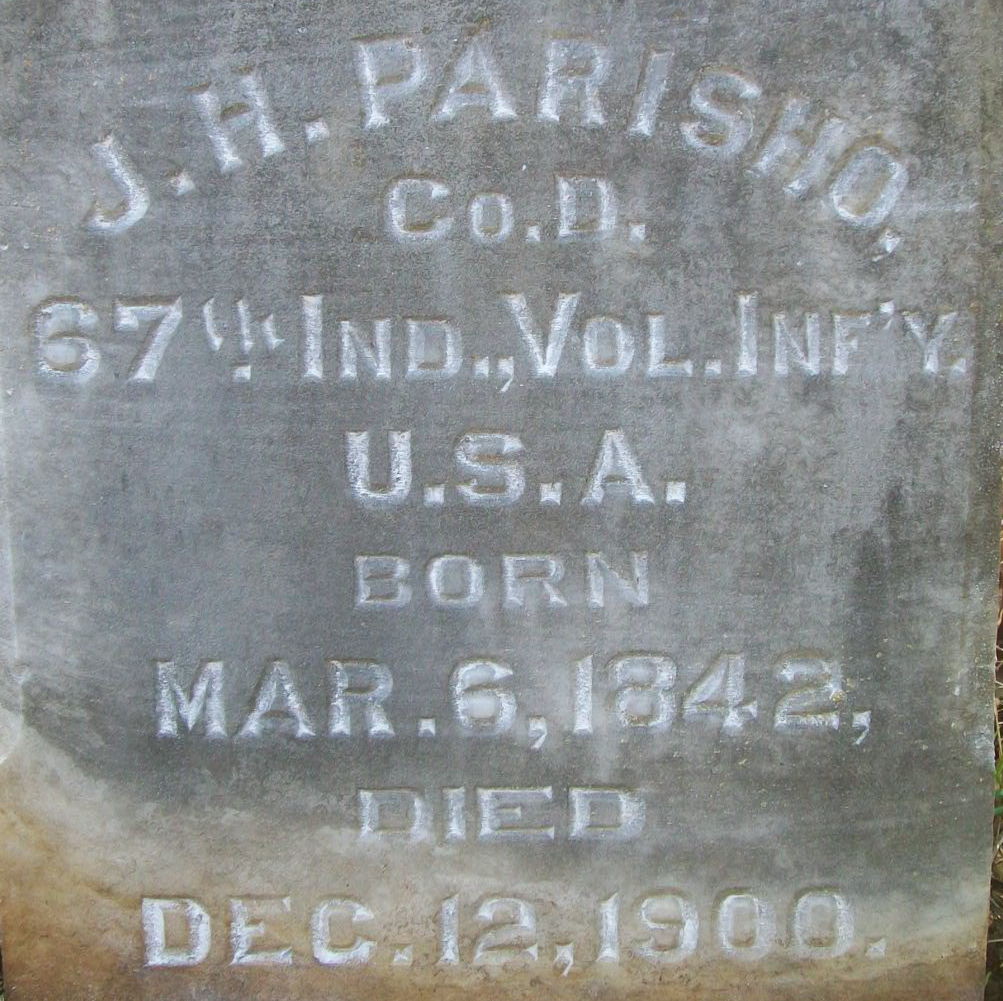 J. H. PARISHO,
Co. D.
67th IND., VOL. INF'Y.
U.S.A.
BORN
MAR. 6, 1842,
DIED
DEC. 12, 1900.